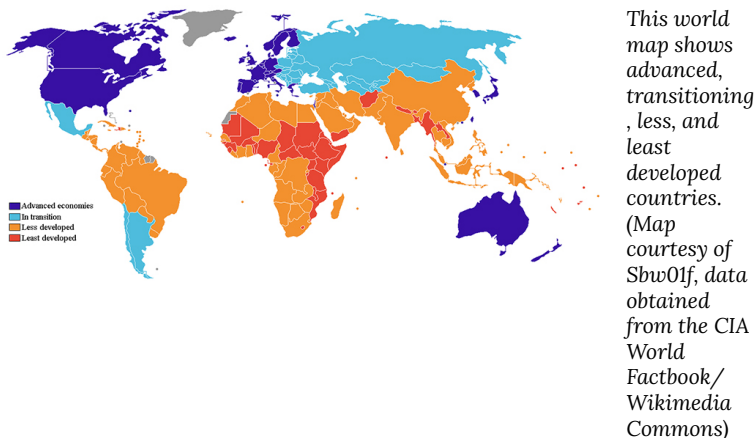 Advanced economies
In transition
Less developed
Least developed
This world
map shows
advanced,
transitioning
, less, and
least
developed
countries.
(Map
courtesy of
Sbw01f, data
obtained
from the CIA
World
Factbook/
Wikimedia
Commons)